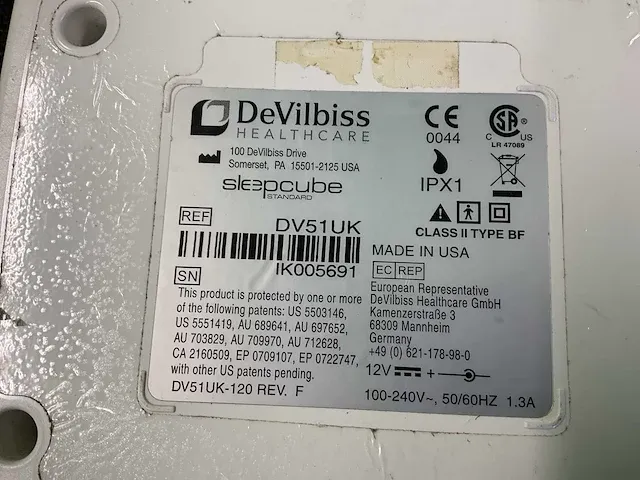 DeVilbiss
HEALTHCARE
100 DeVilbiss Drive
Somerset, PA 15501-2125 USA
sleepcube
STANDARD
CE
0044
SA
C US
LR 47089
IPX1
CLASS II TYPE BF
REF
DV51UK
IK005691
SN
MADE IN USA
EC REP
European Representative
DeVilbiss Healthcare GmbH
Kamenzerstraße 3
68309 Mannheim
Germany
+49 (0) 621-178-98-0
This product is protected by one or more
of the following patents: US 5503146,
US 5551419, AU 689641, AU 697652,
AU 703829, AU 709970, AU 712628,
CA 2160509, EP 0709107, EP 0722747,
with other US patents pending.
DV51UK-120 REV. F
12V
100-240V~, 50/60HZ 1.3A